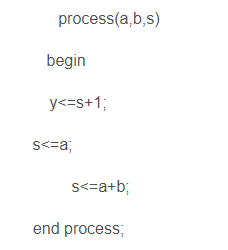 process(a,b,s)
begin
y<=s+1;
s<=a;
s<=a+b;
end process;